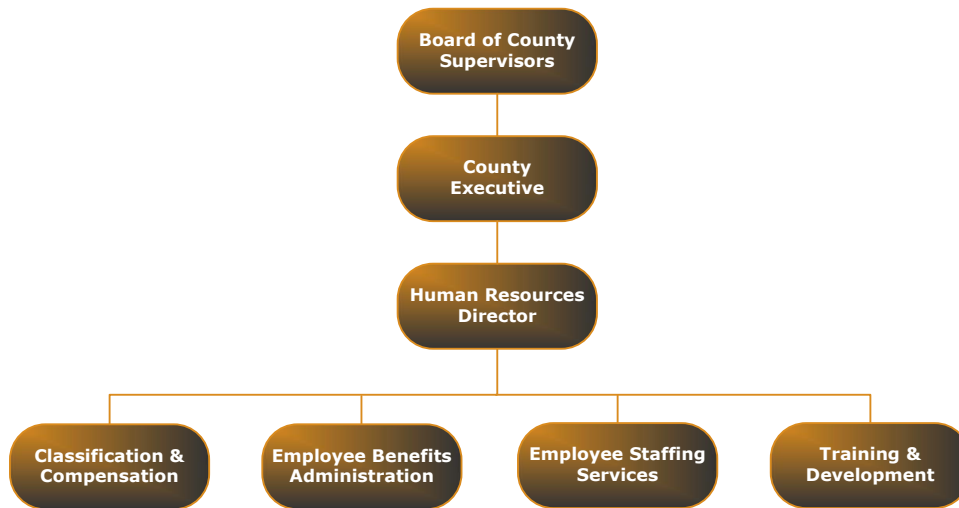 Board of County
Supervisors
County
Executive
Human Resources
Director
Classification &
Compensation
Employee Benefits
Administration
Employee Staffing
Services
Training &
Development